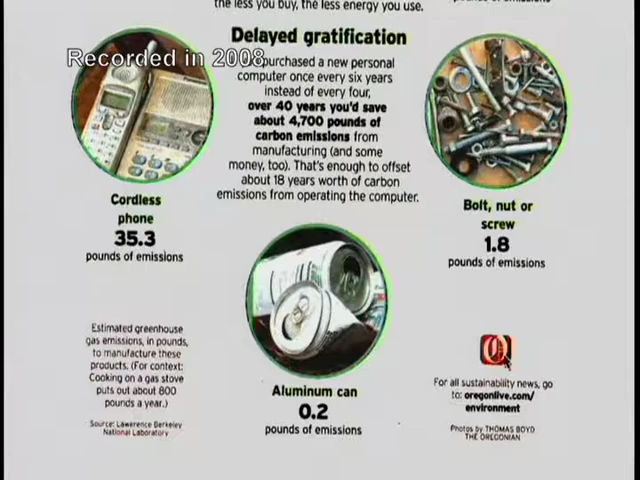 the less you buy, the less energy you use.
pounds of emissions
Delayed gratification
Recorded in 2008
purchased a new personal
computer once every six years
instead of every four,
over 40 years you'd save
about 4,700 pounds of
carbon emissions from
manufacturing (and some
money, too). That's enough to offset
about 18 years worth of carbon
emissions from operating the computer.
Cordless
phone
35.3
pounds of emissions
Bolt, nut or
screw
1.8
pounds of emissions
Estimated greenhouse
gas emissions, in pounds,
to manufacture these
products. (For context:
Cooking on a gas stove
puts out about 800
pounds a year.)
Source: Lawerence Berkeley
National Laboratory
Aluminum can
0.2
pounds of emissions
O
For all sustainability news, go
to: oregonlive.com/
environment
Photos by THOMAS BOYD
THE OREGONIAN